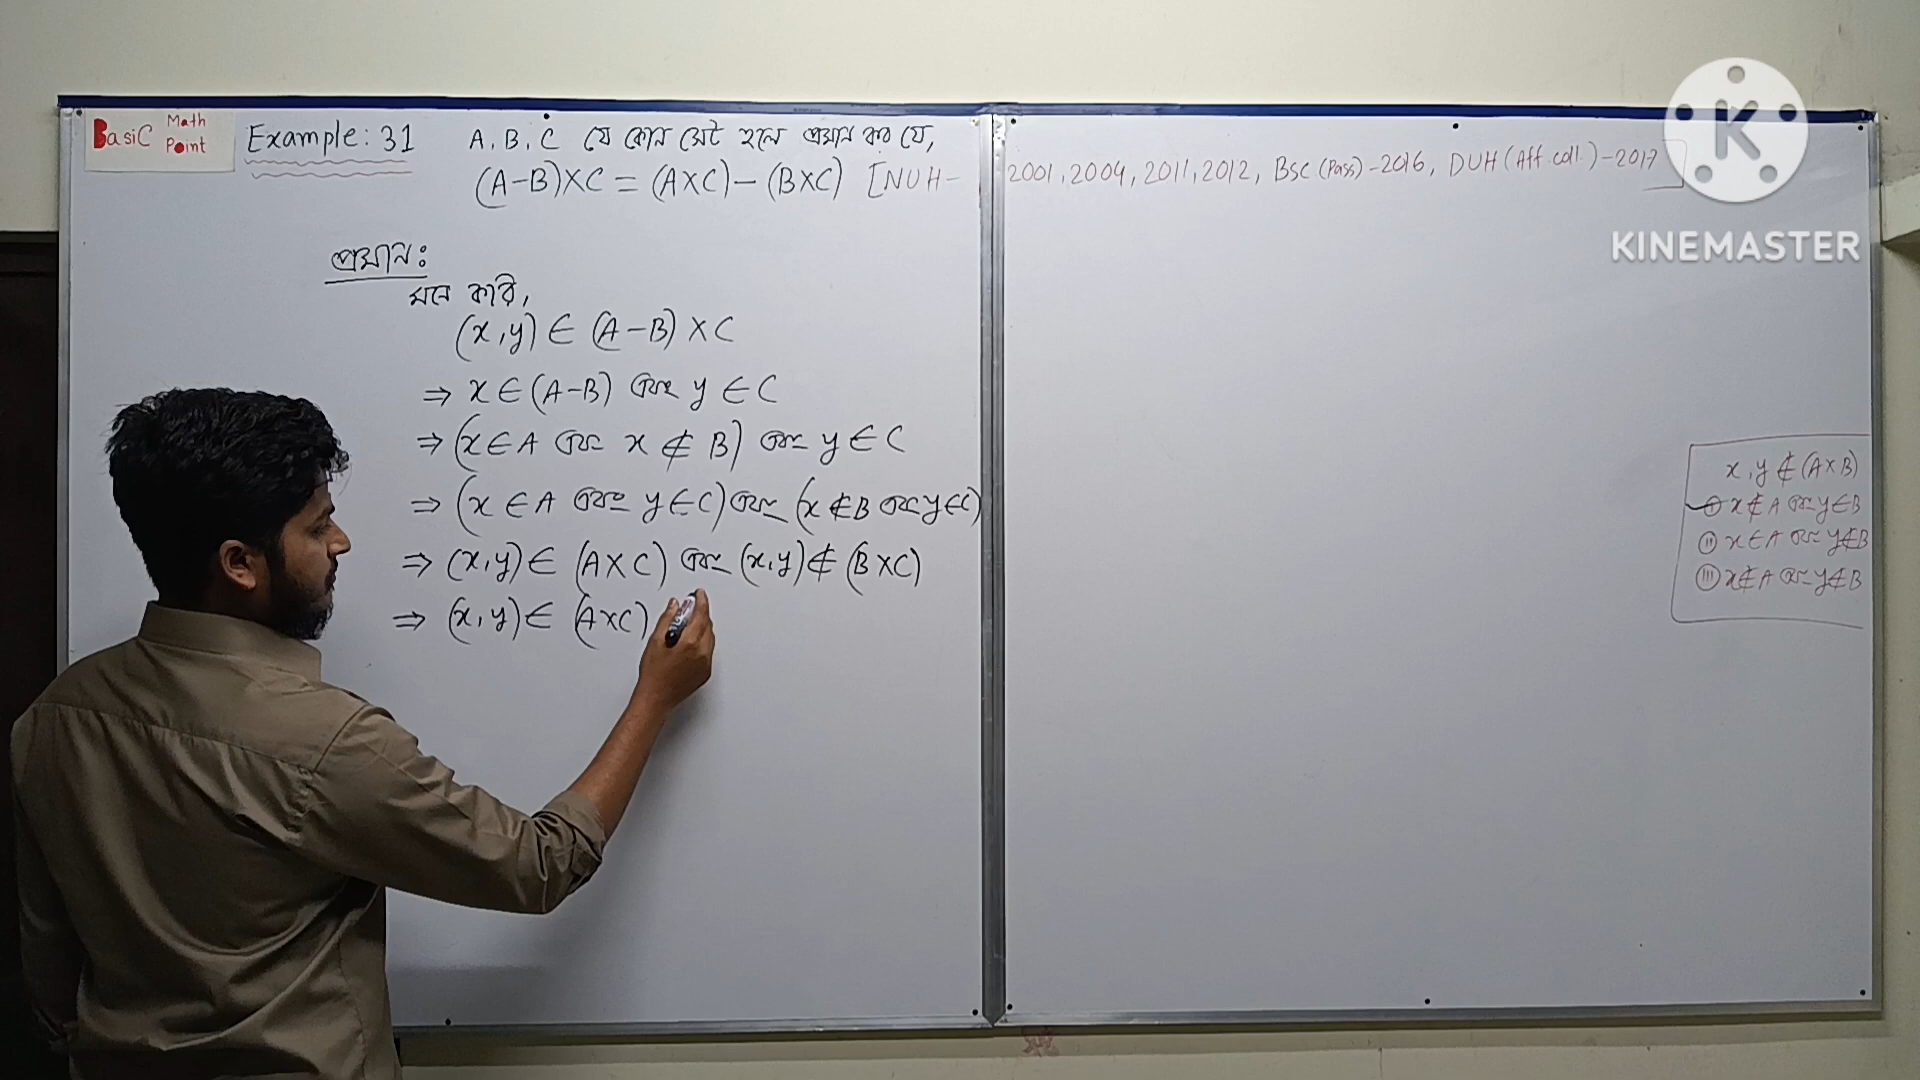 BasiC Math Point
Example: 31 A, B, C যে কোন সেট হলে প্রমান কর যে,
(A-B)×C = (A×C) - (B×C) [NUH- 2001, 2004, 2011, 2012, BSC (Pass) -2016, DUH (Aff. coll.) -2017]
প্রমানঃ
মনে করি,
(x,y) ∈ (A-B) × C
⇒ x ∈ (A-B) এবং y ∈ C
⇒ (x ∈ A এবং x ∉ B) এবং y ∈ C
⇒ (x ∈ A এবং y ∈ C) এবং (x ∉ B এবং y ∈ C)
⇒ (x,y) ∈ (A×C) এবং (x,y) ∉ (B×C)
⇒ (x,y) ∈ (A×C)
x,y ∉ (A×B)
(i) x ∉ A এবং y ∈ B
(ii) x ∈ A এবং y ∉ B
(iii) x ∉ A এবং y ∉ B
K
KINEMASTER